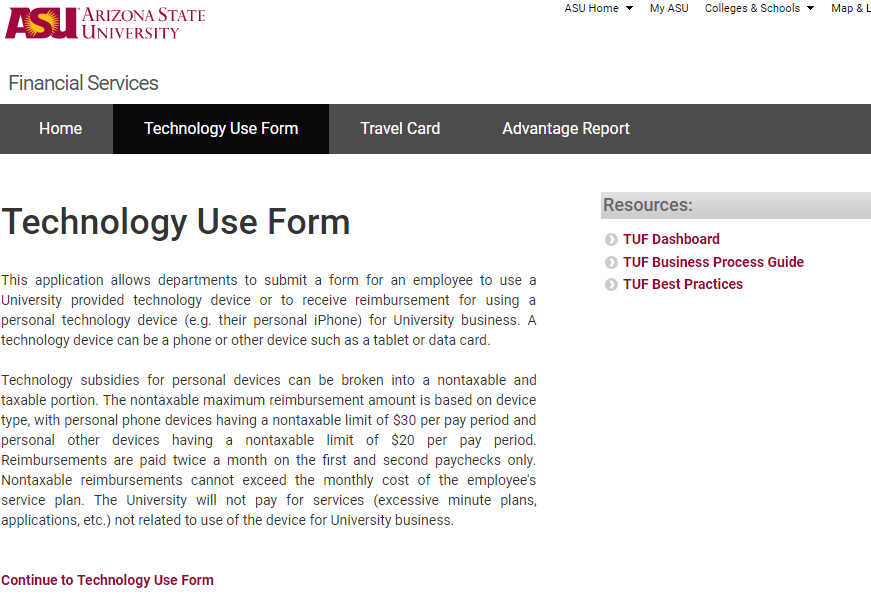 ASU ARIZONA STATE
UNIVERSITY
ASU Home My ASU Colleges & Schools Map & L
Financial Services
Home Technology Use Form Travel Card Advantage Report
Technology Use Form
This application allows departments to submit a form for an employee to use a
University provided technology device or to receive reimbursement for using a
personal technology device (e.g. their personal iPhone) for University business. A
technology device can be a phone or other device such as a tablet or data card.
Technology subsidies for personal devices can be broken into a nontaxable and
taxable portion. The nontaxable maximum reimbursement amount is based on device
type, with personal phone devices having a nontaxable limit of $30 per pay period and
personal other devices having a nontaxable limit of $20 per pay period.
Reimbursements are paid twice a month on the first and second paychecks only.
Nontaxable reimbursements cannot exceed the monthly cost of the employee's
service plan. The University will not pay for services (excessive minute plans,
applications, etc.) not related to use of the device for University business.
Continue to Technology Use Form
Resources:
TUF Dashboard
TUF Business Process Guide
TUF Best Practices